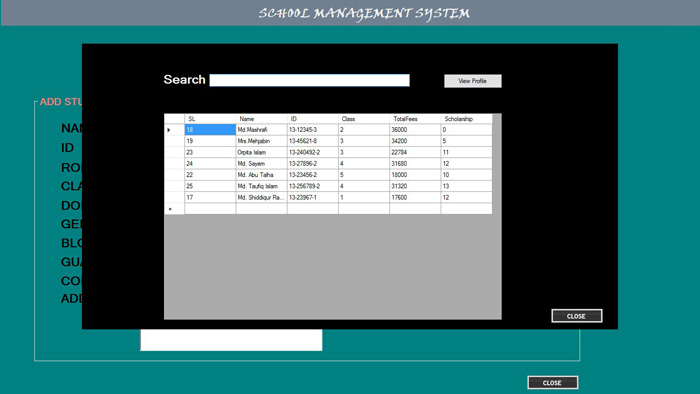 SCHOOL MANAGEMENT SYSTEM
Search
View Profile
ADD STU
NAM
ID
ROL
CLA
DO
GEN
BLO
GUA
CO
ADD
SL Name ID Class TotalFees Scholarship
18 Md.Mashrafi 13-12345-3 2 36000 0
19 Mrs.Mehjabin 13-45621-8 3 34200 5
23 Orpita Islam 13-240492-2 3 22784 11
24 Md. Sayem 13-27896-2 4 31680 12
22 Md. Abu Talha 13-23456-2 5 18000 10
25 Md. Taufiq Islam 13-256789-2 4 31320 13
17 Md. Shiddiqur Ra... 13-23967-1 1 17600 12
CLOSE
CLOSE